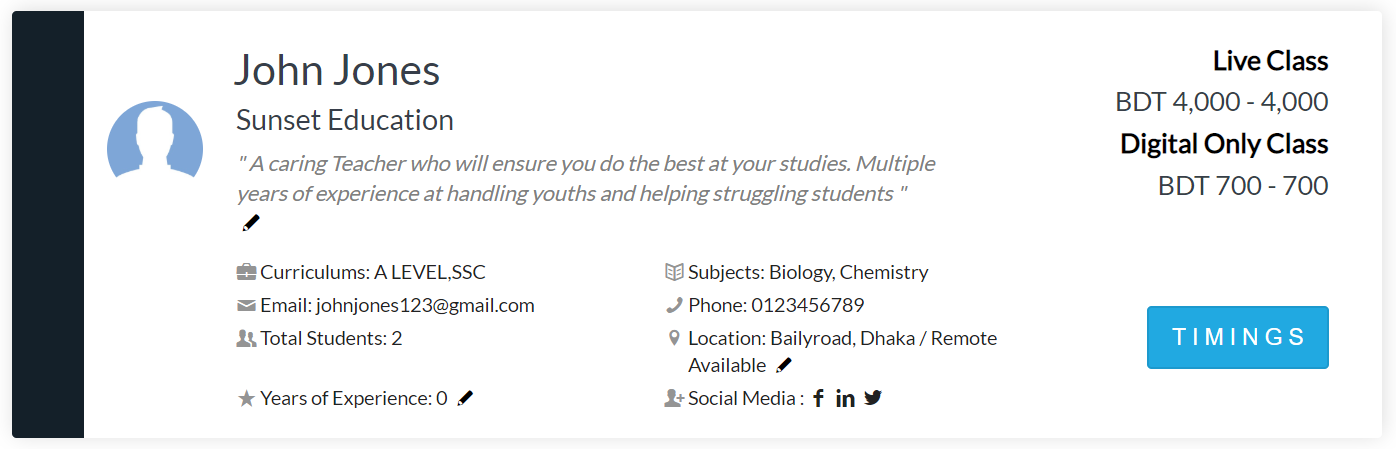 John Jones
Sunset Education
" A caring Teacher who will ensure you do the best at your studies. Multiple
years of experience at handling youths and helping struggling students "
Live Class
BDT 4,000 - 4,000
Digital Only Class
BDT 700 - 700
Curriculums: A LEVEL,SSC
Subjects: Biology, Chemistry
Email: johnjones123@gmail.com
Phone: 0123456789
Total Students: 2
Location: Bailyroad, Dhaka / Remote
Available
Years of Experience: 0
Social Media :
TIMINGS